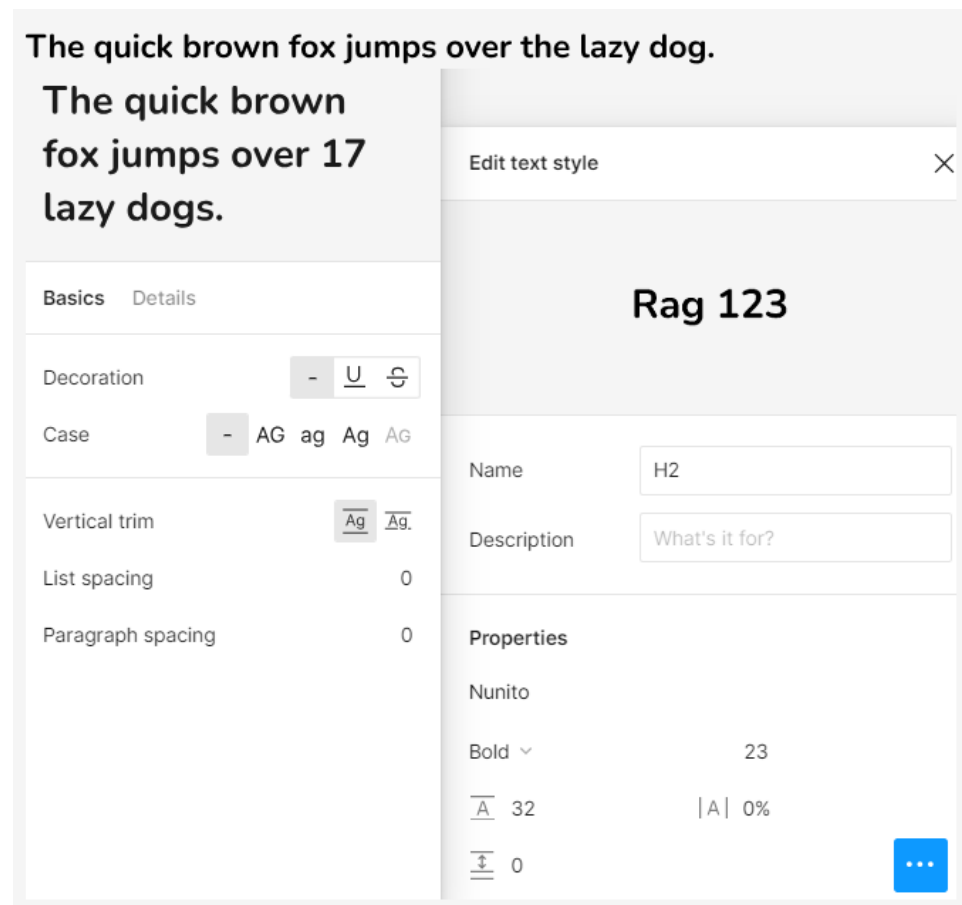 The quick brown fox jumps over the lazy dog.
The quick brown
fox jumps over 17
lazy dogs.
Basics Details
Decoration - U S
Case - AG ag Ag AG
Vertical trim Ag Ag
List spacing 0
Paragraph spacing 0
Edit text style
Rag 123
Name H2
Description What's it for?
Properties
Nunito
Bold 23
A 32 |A| 0%
0